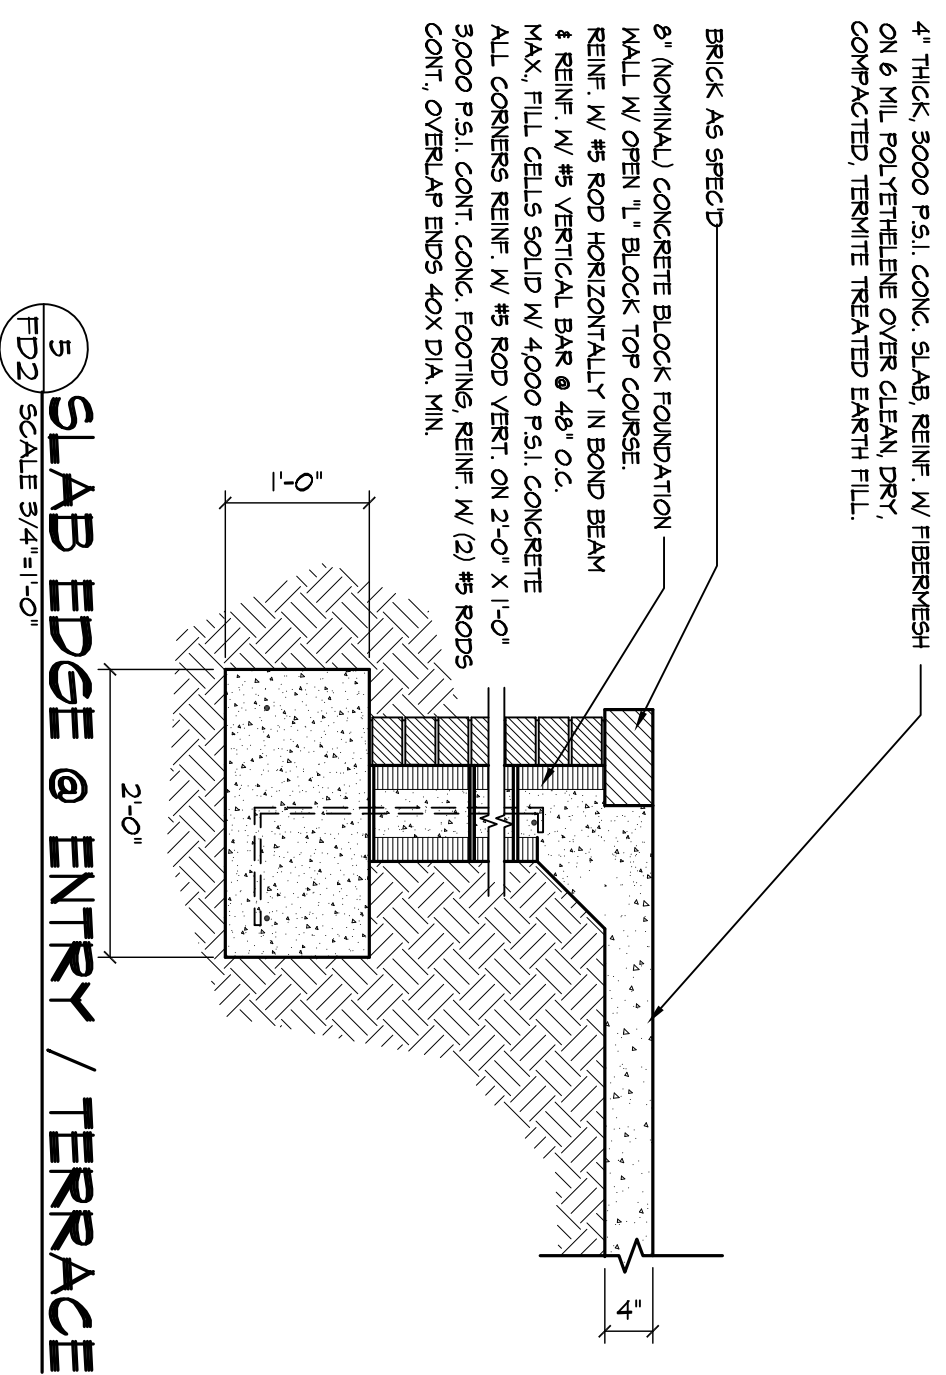 4" THICK, 3000 P.S.I. CONC. SLAB, REINF. W/ FIBERMESH
ON 6 MIL POLYETHELENE OVER CLEAN, DRY,
COMPACTED, TERMITE TREATED EARTH FILL.
BRICK AS SPEC'D
8" (NOMINAL) CONCRETE BLOCK FOUNDATION
WALL W/ OPEN "L" BLOCK TOP COURSE.
REINF. W/ #5 ROD HORIZONTALLY IN BOND BEAM
& REINF. W/ #5 VERTICAL BAR @ 48" O.C.
MAX., FILL CELLS SOLID W/ 4,000 P.S.I. CONCRETE
ALL CORNERS REINF. W/ #5 ROD VERT. ON 2'-0" X 1'-0"
3,000 P.S.I. CONT. CONC. FOOTING, REINF. W/ (2) #5 RODS
CONT., OVERLAP ENDS 40X DIA. MIN.
4"
1'-0"
2'-0"
5
FD2
SLAB EDGE @ ENTRY / TERRACE
SCALE 3/4"=1'-0"